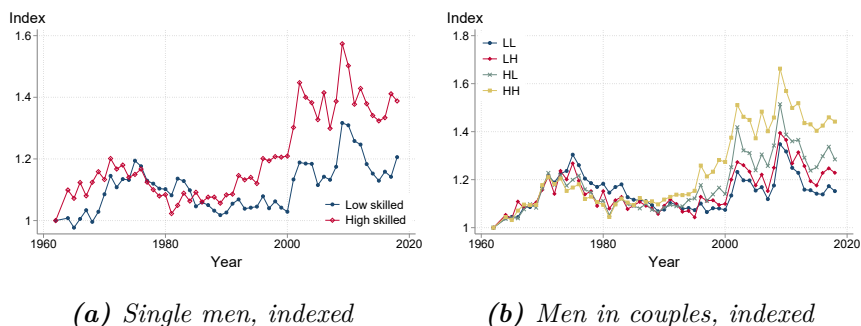 Index
1.6
1.4
1.2
1
Low skilled
High skilled
1960
1980
2000
2020
Year
(a) Single men, indexed
Index
1.8
LL
LH
HL
HH
1.6
1.4
1.2
1
1960
1980
2000
2020
Year
(b) Men in couples, indexed